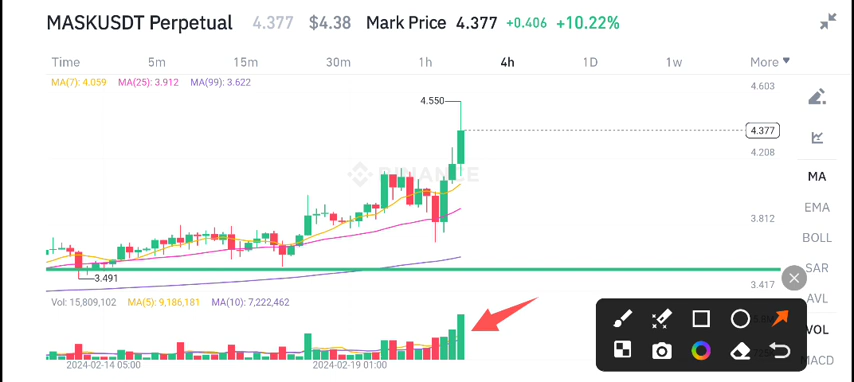 MASKUSDT Perpetual 4.377 $4.38 Mark Price 4.377 +0.406 +10.22%
Time 5m 15m 30m 1h 4h 1D 1w More
MA(7): 4.059 MA(25): 3.912 MA(99): 3.622
4.603
4.550
4.377
4.208
BINANCE
MA
EMA
3.812
BOLL
SAR
3.491
3.417
AVL
Vol: 15,809,102 MA(5): 9,186,181 MA(10): 7,222,462
VOL
MACD
2024-02-14 05:00 2024-02-19 01:00